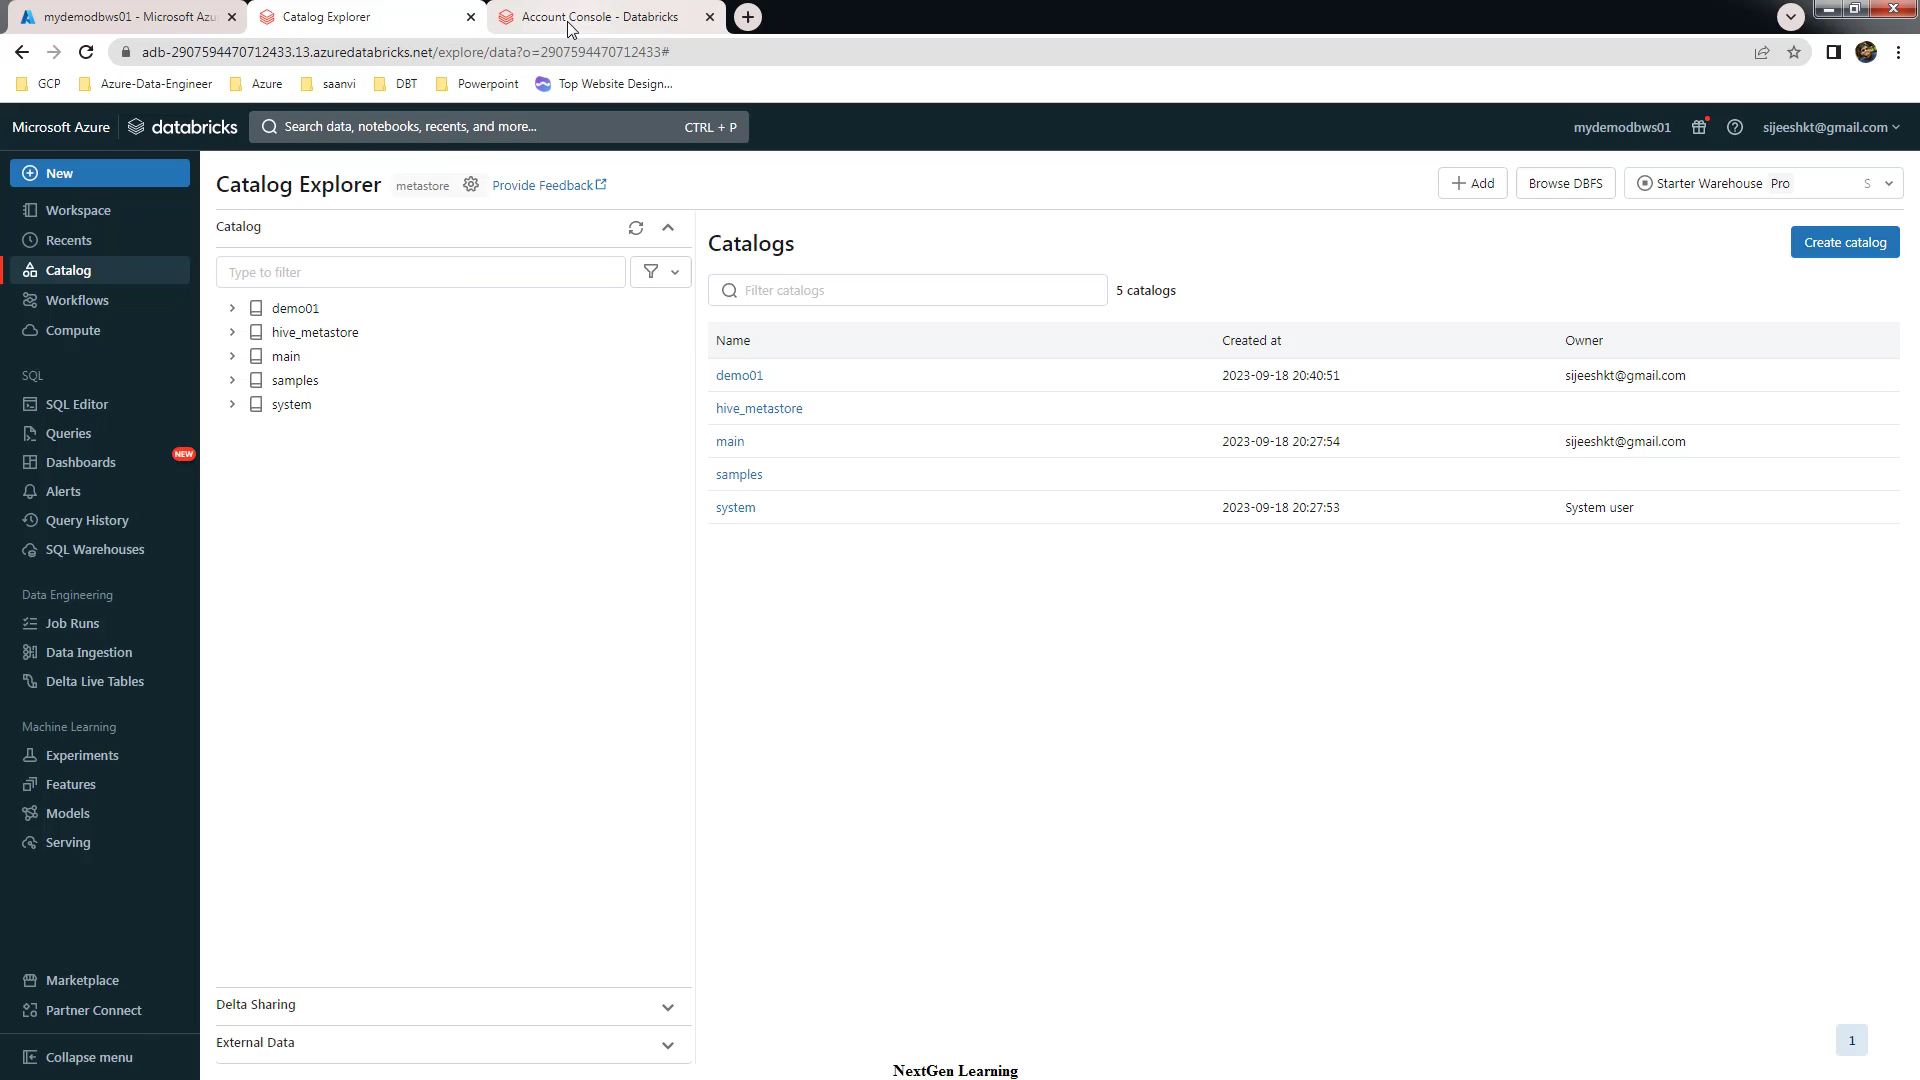 mydemodbws01 - Microsoft Azu
Catalog Explorer
Account Console - Databricks
adb-2907594470712433.13.azuredatabricks.net/explore/data?o=2907594470712433#
GCP
Azure-Data-Engineer
Azure
saanvi
DBT
Powerpoint
Top Website Design...
Microsoft Azure
databricks
Search data, notebooks, recents, and more...
CTRL + P
mydemodbws01
sijeeshkt@gmail.com
New
Workspace
Recents
Catalog
Workflows
Compute
SQL
SQL Editor
Queries
Dashboards
NEW
Alerts
Query History
SQL Warehouses
Data Engineering
Job Runs
Data Ingestion
Delta Live Tables
Machine Learning
Experiments
Features
Models
Serving
Marketplace
Partner Connect
Collapse menu
Catalog Explorer
metastore
Provide Feedback
Add
Browse DBFS
Starter Warehouse Pro
S
Catalog
Type to filter
demo01
hive_metastore
main
samples
system
Delta Sharing
External Data
Catalogs
Create catalog
Filter catalogs
5 catalogs
Name Created at Owner
demo01 2023-09-18 20:40:51 sijeeshkt@gmail.com
hive_metastore
main 2023-09-18 20:27:54 sijeeshkt@gmail.com
samples
system 2023-09-18 20:27:53 System user
1
NextGen Learning